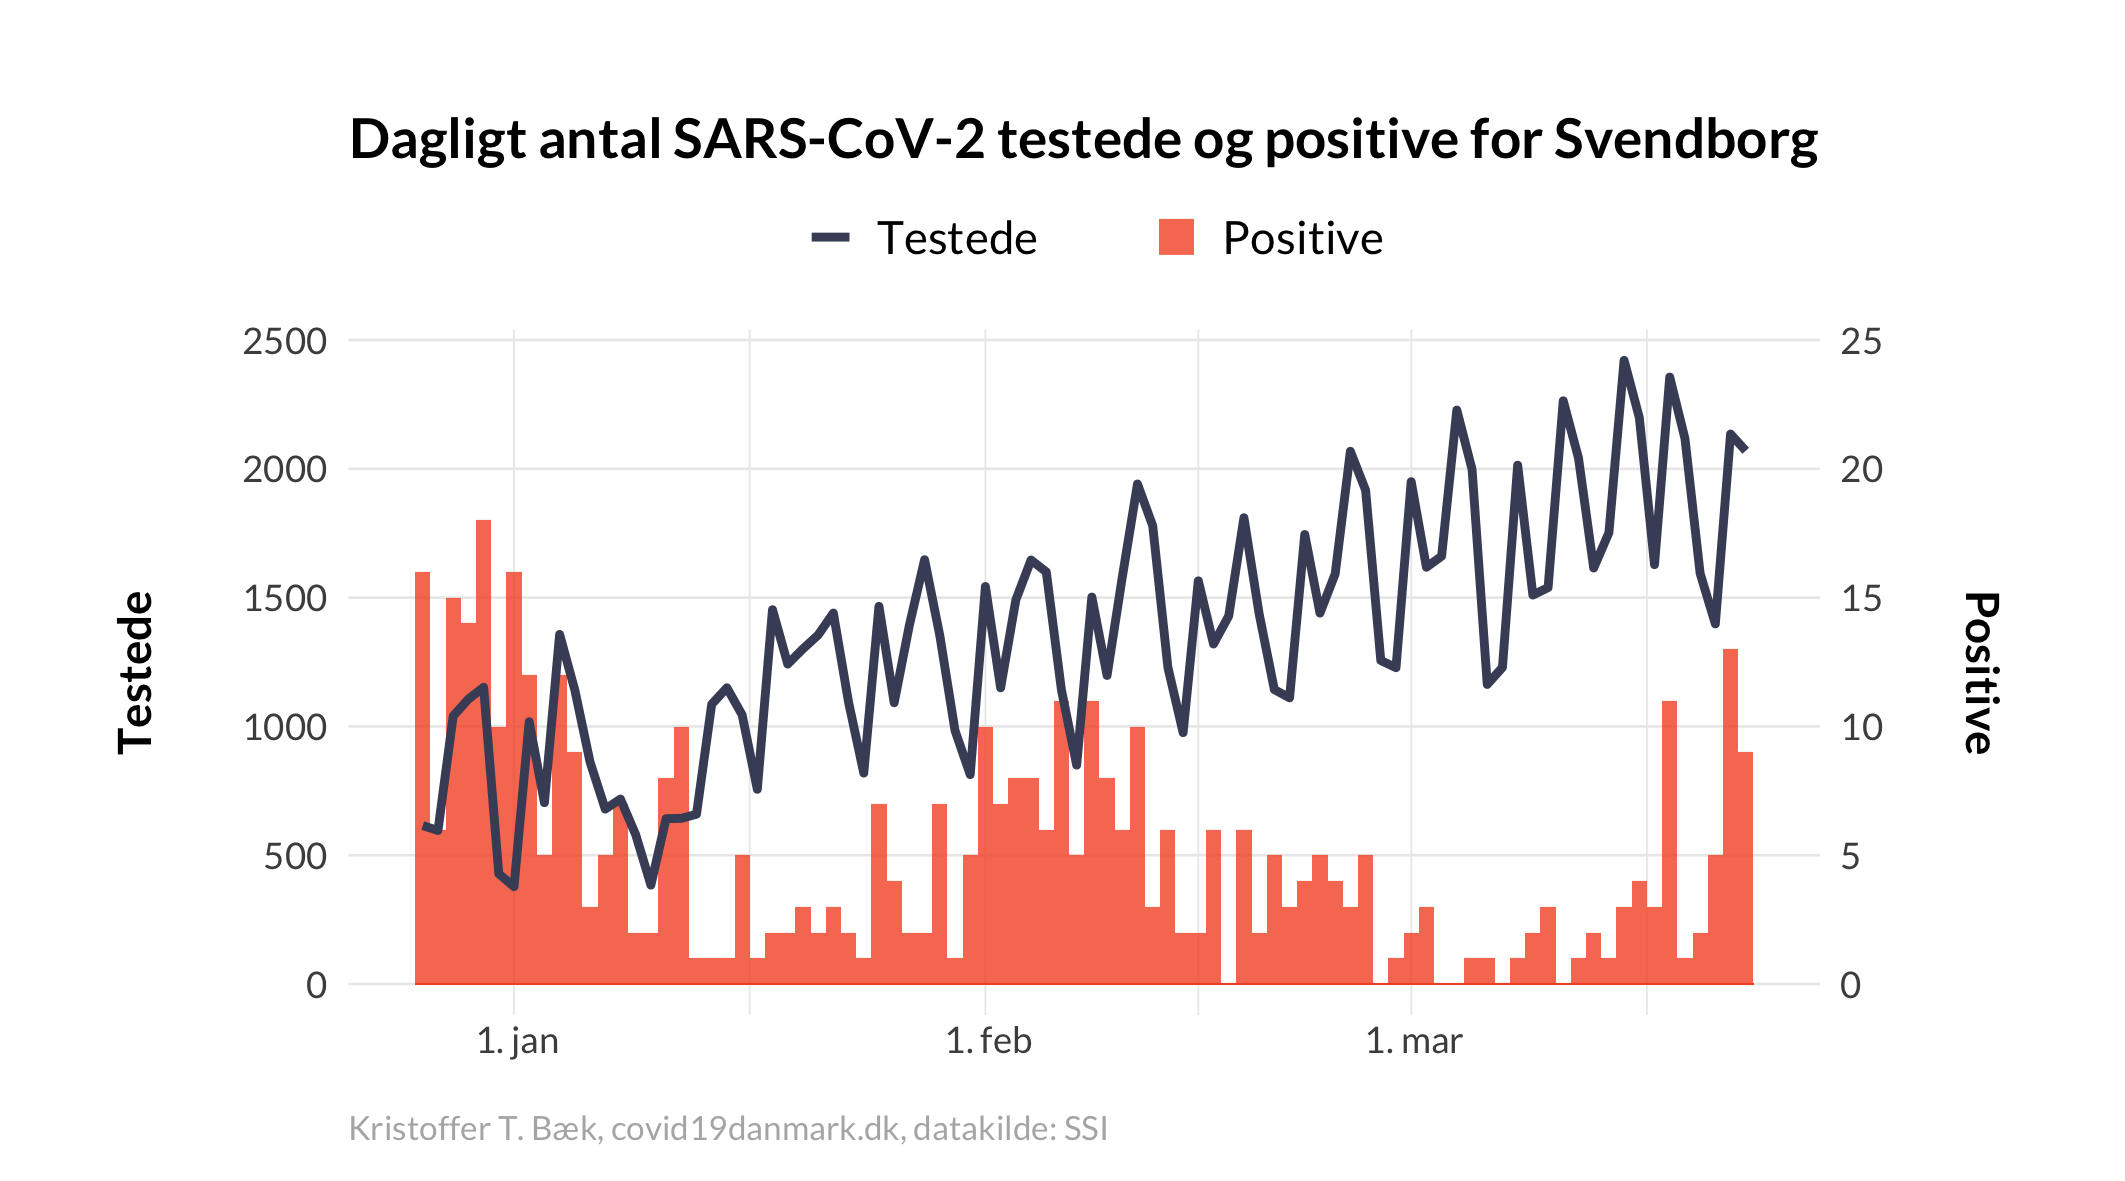 Dagligt antal SARS-CoV-2 testede og positive for Svendborg
Testede
Positive
2500
2000
1500
1000
500
0
Testede
25
20
15
10
5
0
Positive
1. jan
1. feb
1. mar
Kristoffer T. Bæk, covid19danmark.dk, datakilde: SSI